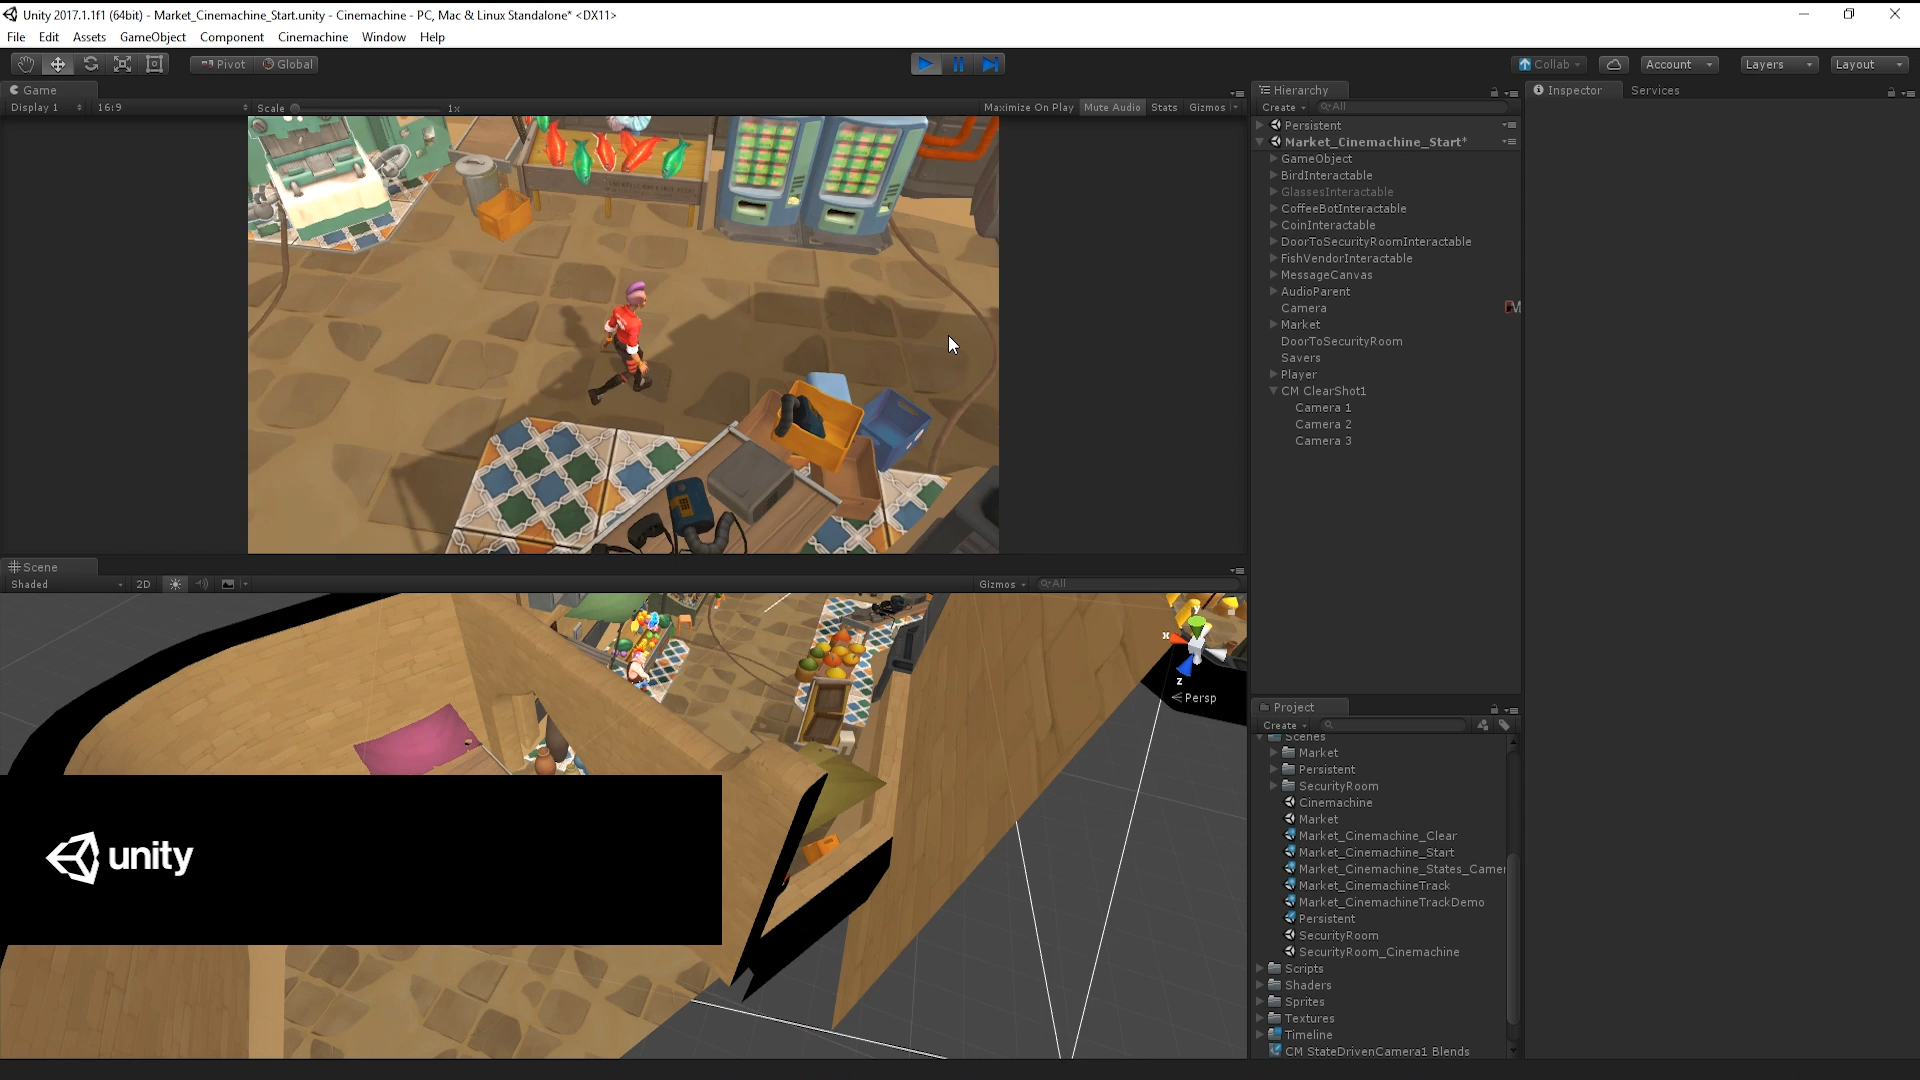 Unity 2017.1.1f1 (64bit) - Market_Cinemachine_Start.unity - Cinemachine - PC, Mac & Linux Standalone* <DX11>
File Edit Assets GameObject Component Cinemachine Window Help
Pivot Global Collab Account Layers Layout
Game
Display 1 16:9 Scale 1x Maximize On Play Mute Audio Stats Gizmos
Scene
Shaded 2D Gizmos All
x
y
z
Persp
unity
Hierarchy
Create All
Persistent
Market_Cinemachine_Start*
GameObject
BirdInteractable
GlassesInteractable
CoffeeBotInteractable
CoinInteractable
DoorToSecurityRoomInteractable
FishVendorInteractable
MessageCanvas
AudioParent
Camera
Market
DoorToSecurityRoom
Savers
Player
CM ClearShot1
Camera 1
Camera 2
Camera 3
Project
Create
Scenes
Market
Persistent
SecurityRoom
Cinemachine
Market
Market_Cinemachine_Clear
Market_Cinemachine_Start
Market_Cinemachine_States_Camer
Market_CinemachineTrack
Market_CinemachineTrackDemo
Persistent
SecurityRoom
SecurityRoom_Cinemachine
Scripts
Shaders
Sprites
Textures
Timeline
CM StateDrivenCamera1 Blends
Inspector Services